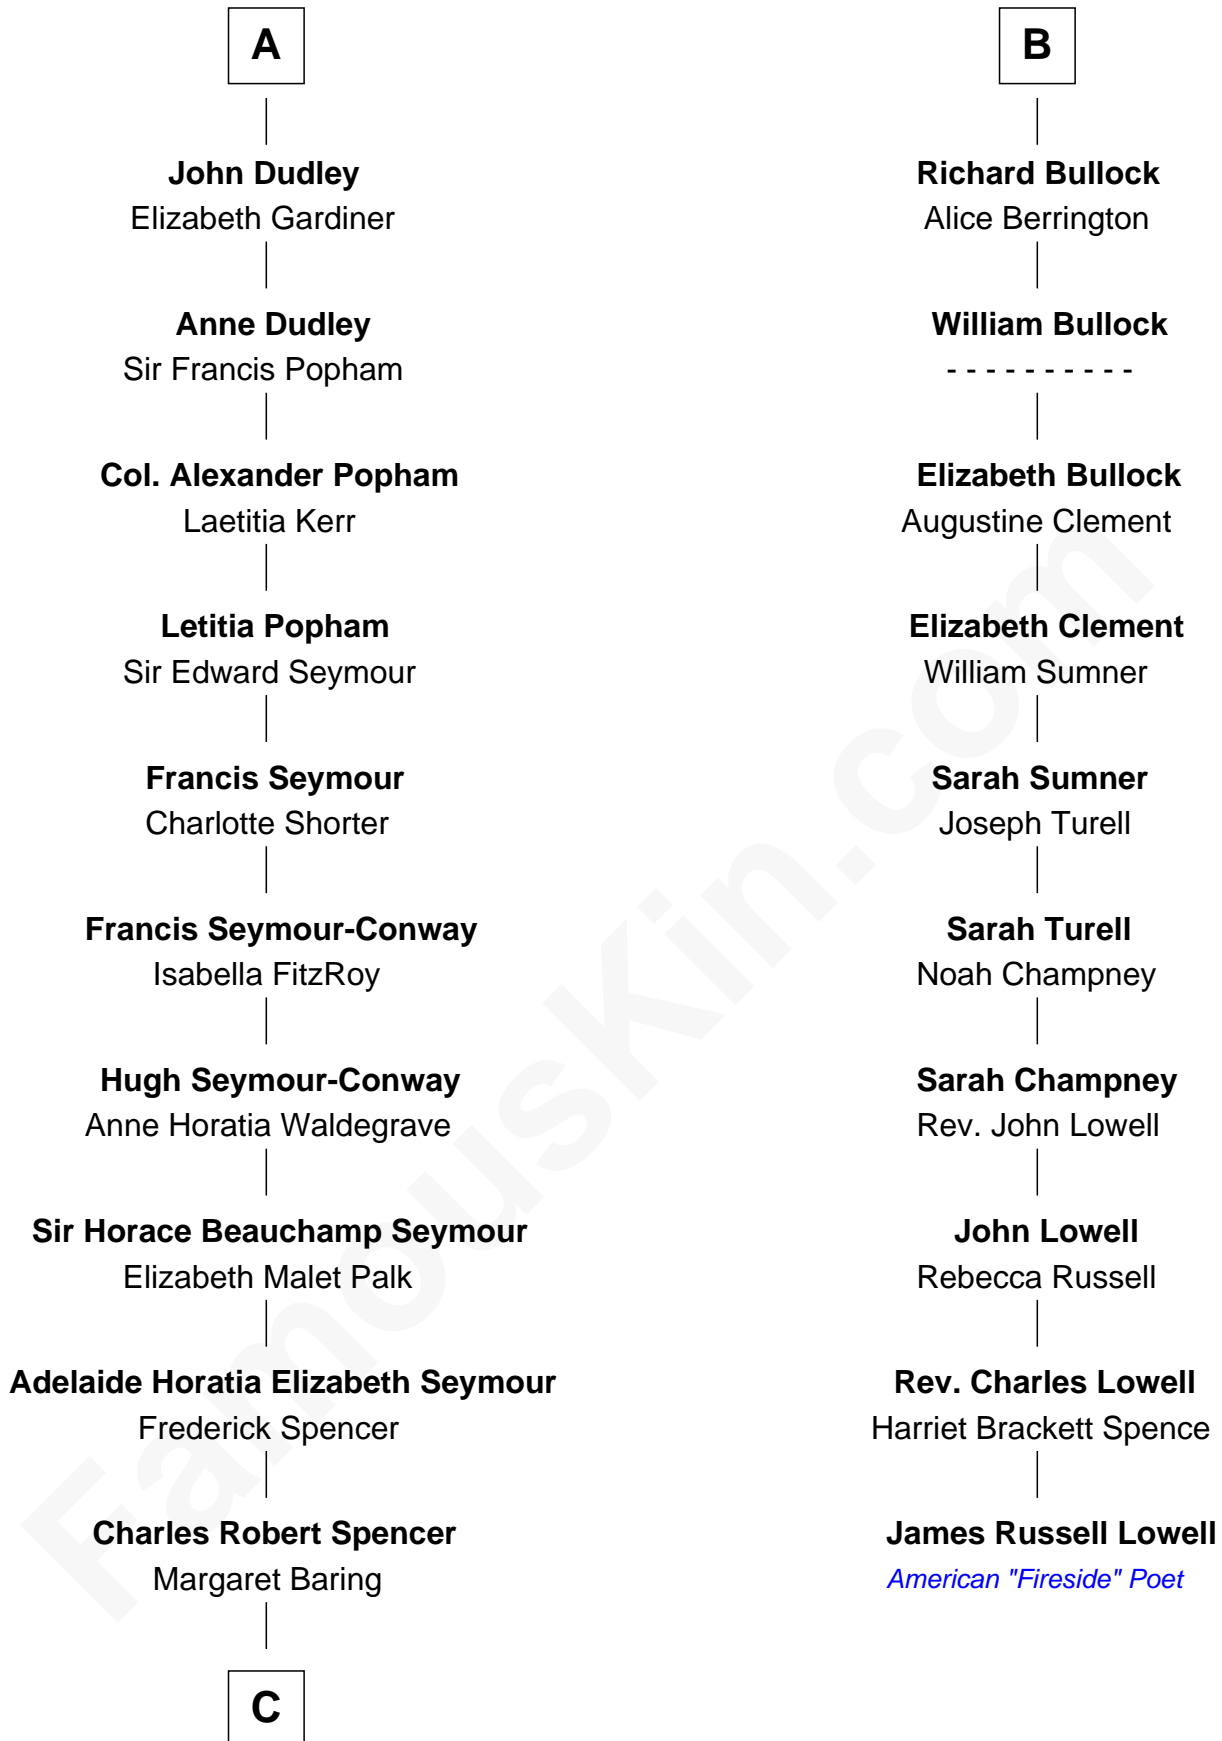 A
John Dudley
Elizabeth Gardiner
Anne Dudley
Sir Francis Popham
Col. Alexander Popham
Laetitia Kerr
Letitia Popham
Sir Edward Seymour
Francis Seymour
Charlotte Shorter
Francis Seymour-Conway
Isabella FitzRoy
Hugh Seymour-Conway
Anne Horatia Waldegrave
Sir Horace Beauchamp Seymour
Elizabeth Malet Palk
Adelaide Horatia Elizabeth Seymour
Frederick Spencer
Charles Robert Spencer
Margaret Baring
C
B
Richard Bullock
Alice Berrington
William Bullock
- - - - - - - - - -
Elizabeth Bullock
Augustine Clement
Elizabeth Clement
William Sumner
Sarah Sumner
Joseph Turell
Sarah Turell
Noah Champney
Sarah Champney
Rev. John Lowell
John Lowell
Rebecca Russell
Rev. Charles Lowell
Harriet Brackett Spence
James Russell Lowell
American "Fireside" Poet
FamousKin.com